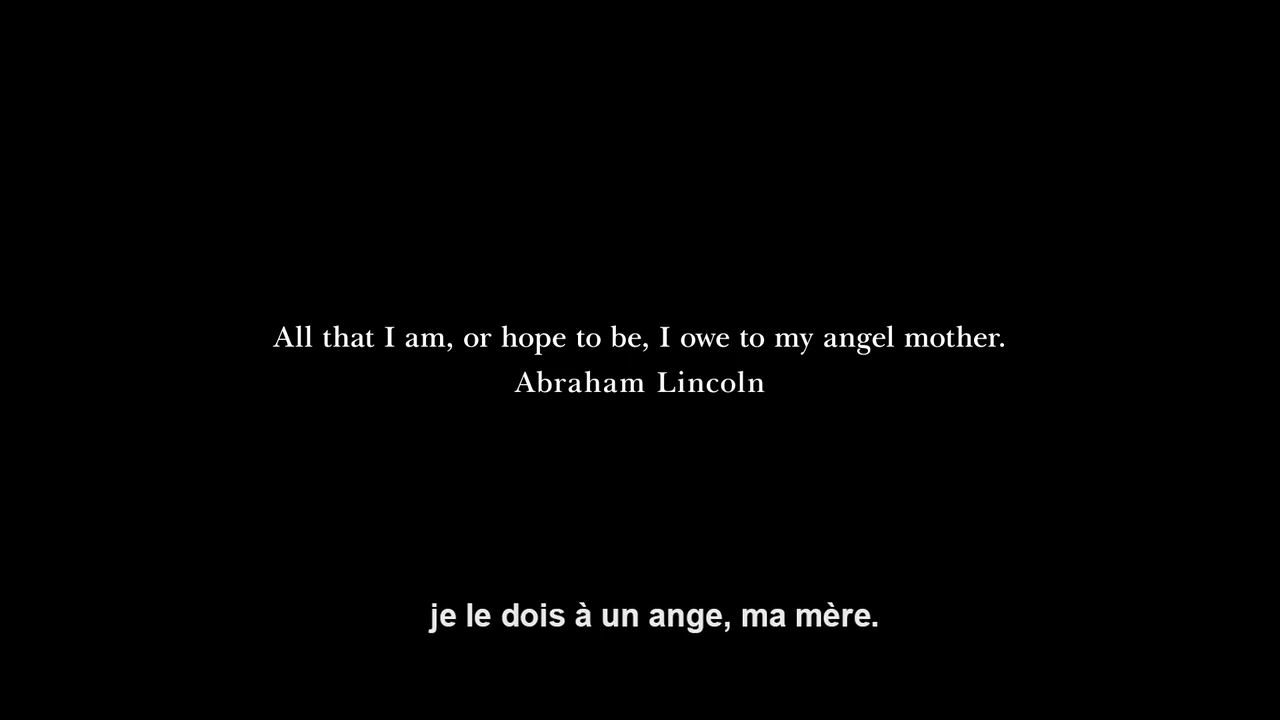 All that I am, or hope to be, I owe to my angel mother.
Abraham Lincoln
je le dois à un ange, ma mère.